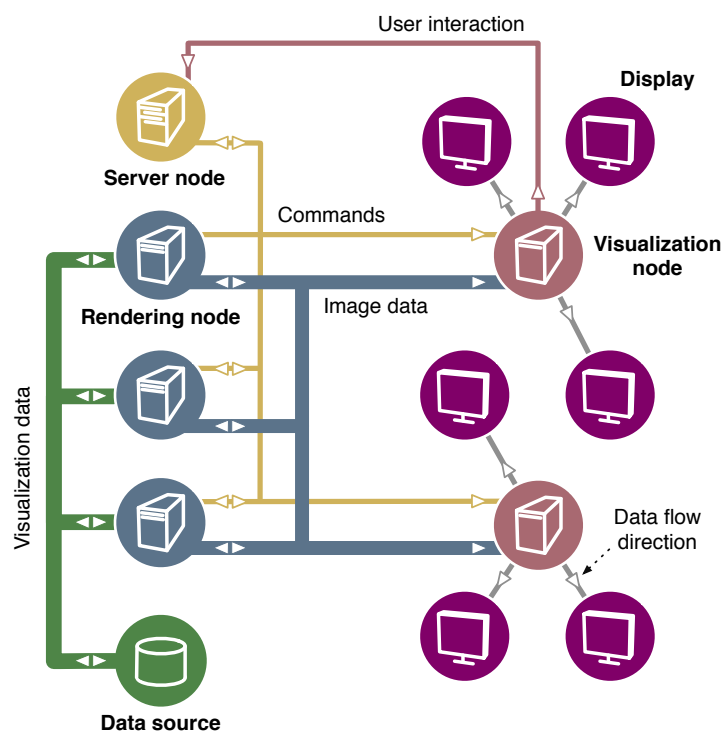 User interaction
Display
Server node
Commands
Visualization
node
Rendering node
Image data
Visualization data
Data flow
direction
Data source